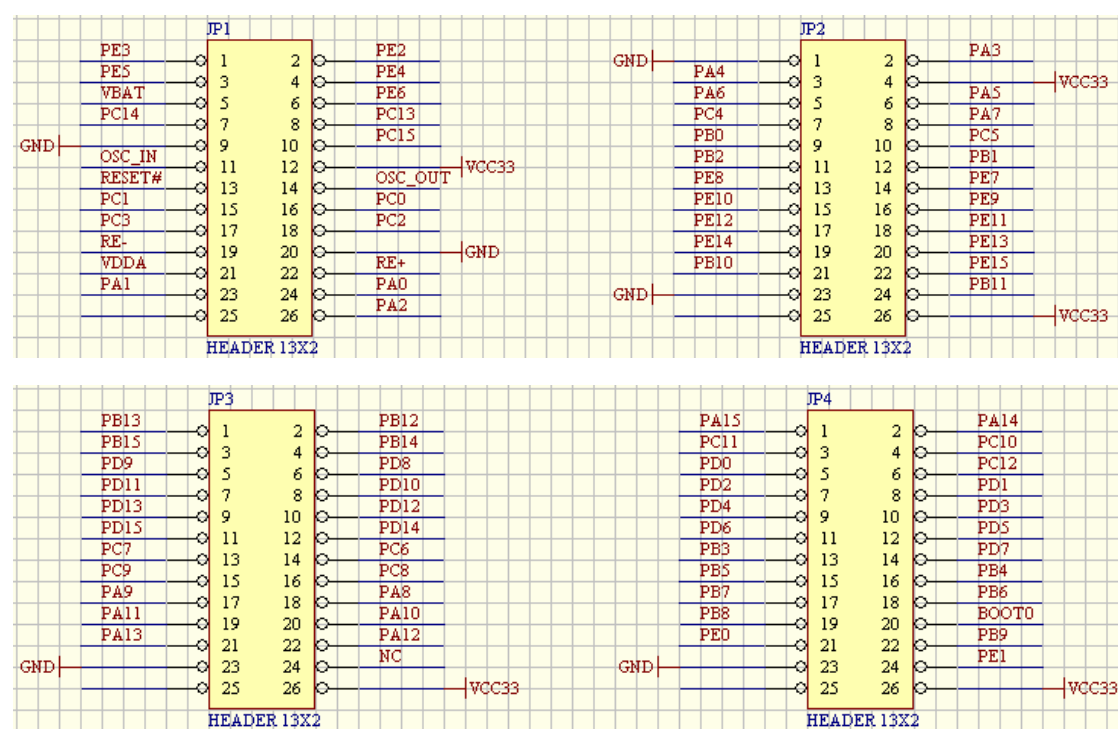 JP1 JP2
PE3 1 2 PE2 GND 1 2 PA3
PE5 3 4 PE4 PA4 3 4 VCC33
VBAT 5 6 PE6 PA6 5 6 PA5
PC14 7 8 PC13 PC4 7 8 PA7
GND 9 10 PC15 PB0 9 10 PC5
OSC_IN 11 12 VCC33 PB2 11 12 PB1
RESET# 13 14 OSC_OUT PE8 13 14 PE7
PC1 15 16 PC0 PE10 15 16 PE9
PC3 17 18 PC2 PE12 17 18 PE11
RE- 19 20 GND PE14 19 20 PE13
VDDA 21 22 RE+ PB10 21 22 PE15
PA1 23 24 PA0 GND 23 24 PB11
25 26 PA2 25 26 VCC33
HEADER 13X2 HEADER 13X2
JP3 JP4
PB13 1 2 PB12 PA15 1 2 PA14
PB15 3 4 PB14 PC11 3 4 PC10
PD9 5 6 PD8 PD0 5 6 PC12
PD11 7 8 PD10 PD2 7 8 PD1
PD13 9 10 PD12 PD4 9 10 PD3
PD15 11 12 PD14 PD6 11 12 PD5
PC7 13 14 PC6 PB3 13 14 PD7
PC9 15 16 PC8 PB5 15 16 PB4
PA9 17 18 PA8 PB7 17 18 PB6
PA11 19 20 PA10 PB8 19 20 BOOT0
PA13 21 22 PA12 PE0 21 22 PB9
GND 23 24 NC GND 23 24 PE1
25 26 VCC33 25 26 VCC33
HEADER 13X2 HEADER 13X2